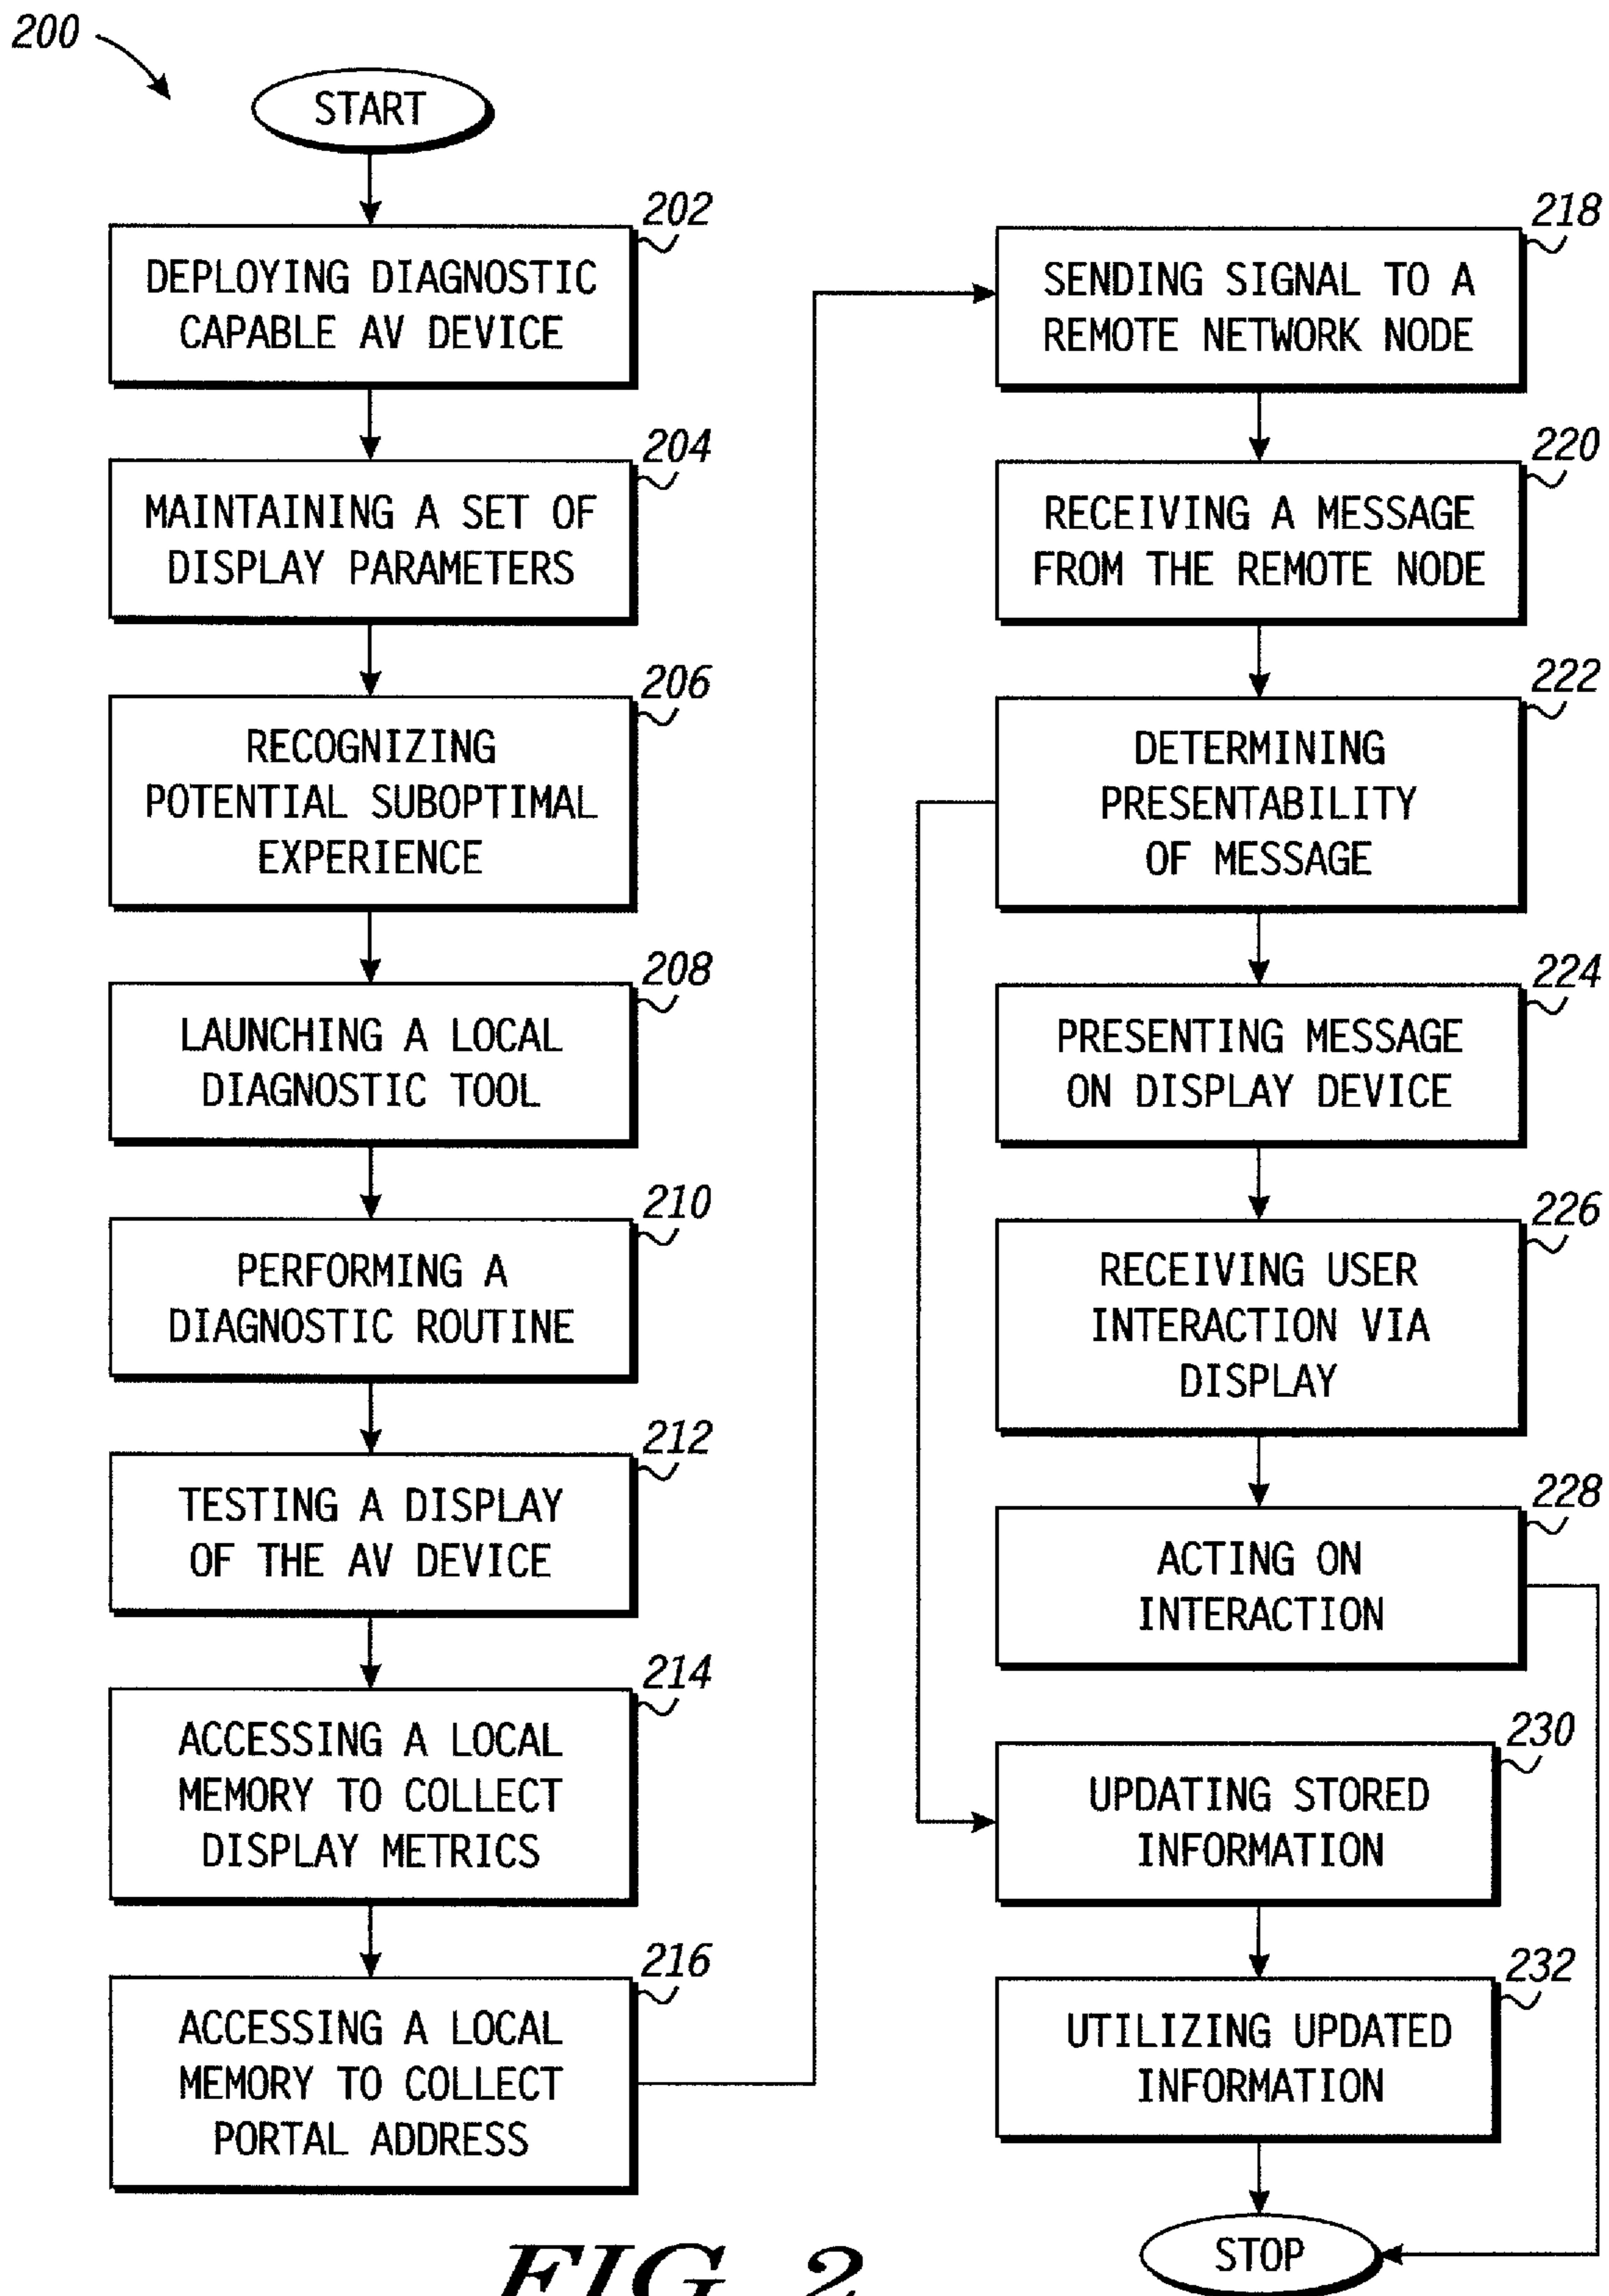 200
START
202
DEPLOYING DIAGNOSTIC
CAPABLE AV DEVICE
204
MAINTAINING A SET OF
DISPLAY PARAMETERS
206
RECOGNIZING
POTENTIAL SUBOPTIMAL
EXPERIENCE
208
LAUNCHING A LOCAL
DIAGNOSTIC TOOL
210
PERFORMING A
DIAGNOSTIC ROUTINE
212
TESTING A DISPLAY
OF THE AV DEVICE
214
ACCESSING A LOCAL
MEMORY TO COLLECT
DISPLAY METRICS
216
ACCESSING A LOCAL
MEMORY TO COLLECT
PORTAL ADDRESS
218
SENDING SIGNAL TO A
REMOTE NETWORK NODE
220
RECEIVING A MESSAGE
FROM THE REMOTE NODE
222
DETERMINING
PRESENTABILITY
OF MESSAGE
224
PRESENTING MESSAGE
ON DISPLAY DEVICE
226
RECEIVING USER
INTERACTION VIA
DISPLAY
228
ACTING ON
INTERACTION
230
UPDATING STORED
INFORMATION
232
UTILIZING UPDATED
INFORMATION
STOP
FIG. 2